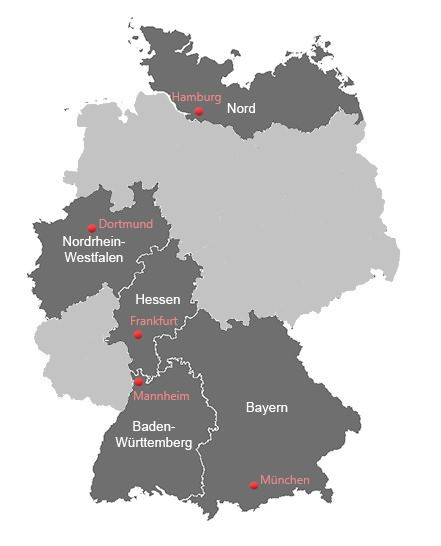 Hamburg
Nord
Dortmund
Nordrhein-
Westfalen
Hessen
Frankfurt
Mannheim
Baden-
Württemberg
Bayern
München